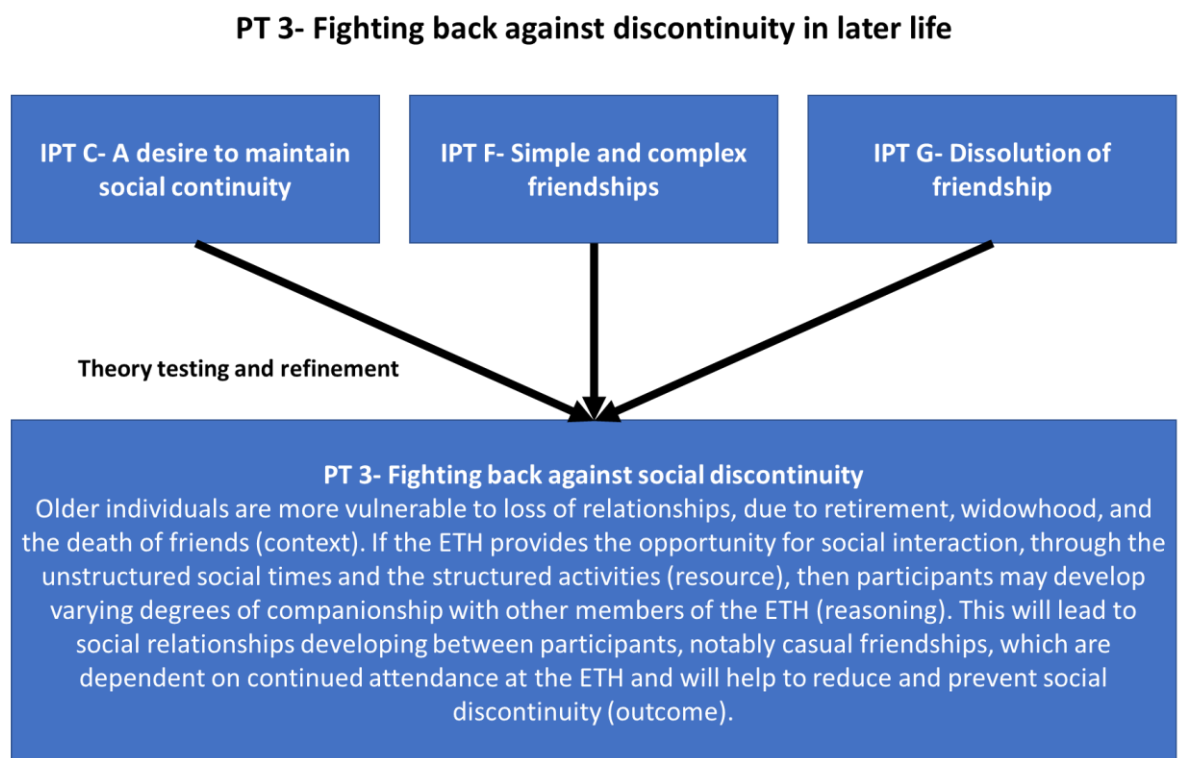 PT 3- Fighting back against discontinuity in later life
IPT C- A desire to maintain
social continuity
IPT F- Simple and complex
friendships
IPT G- Dissolution of
friendship
Theory testing and refinement
PT 3- Fighting back against social discontinuity
Older individuals are more vulnerable to loss of relationships, due to retirement, widowhood, and
the death of friends (context). If the ETH provides the opportunity for social interaction, through the
unstructured social times and the structured activities (resource), then participants may develop
varying degrees of companionship with other members of the ETH (reasoning). This will lead to
social relationships developing between participants, notably casual friendships, which are
dependent on continued attendance at the ETH and will help to reduce and prevent social
discontinuity (outcome).